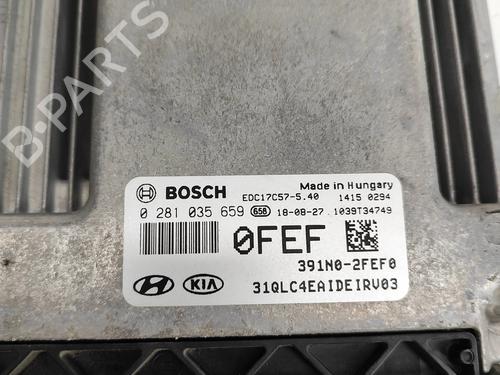 B-PARTS
BOSCH
EDC17C57-5.40
Made in Hungary
1415 0294
0 281 035 659 658 18-08-27 .1039T34749
0FEF
391N0-2FEF0
HYUNDAI KIA
31QLC4EAIDEIRV03